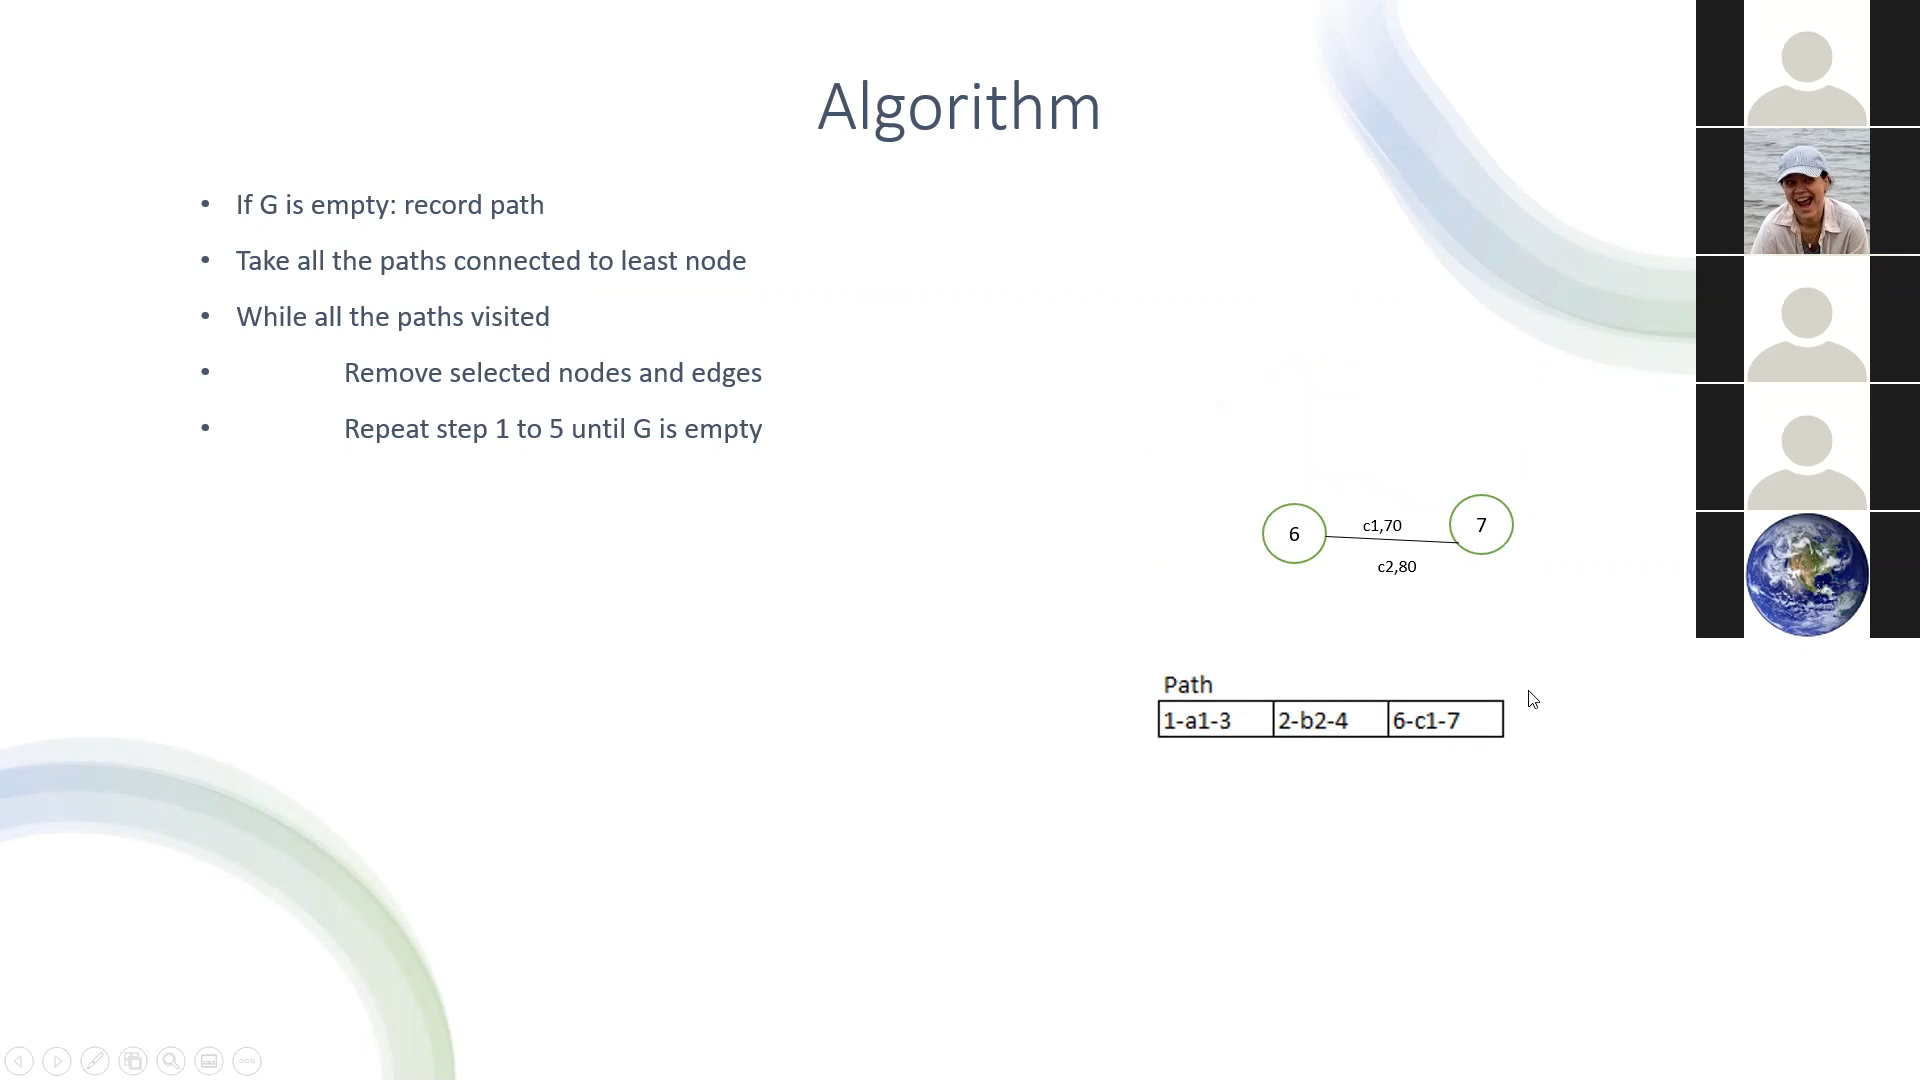 Algorithm
• If G is empty: record path
• Take all the paths connected to least node
• While all the paths visited
• Remove selected nodes and edges
• Repeat step 1 to 5 until G is empty
6 c1,70 7
c2,80
Path
1-a1-3 2-b2-4 6-c1-7